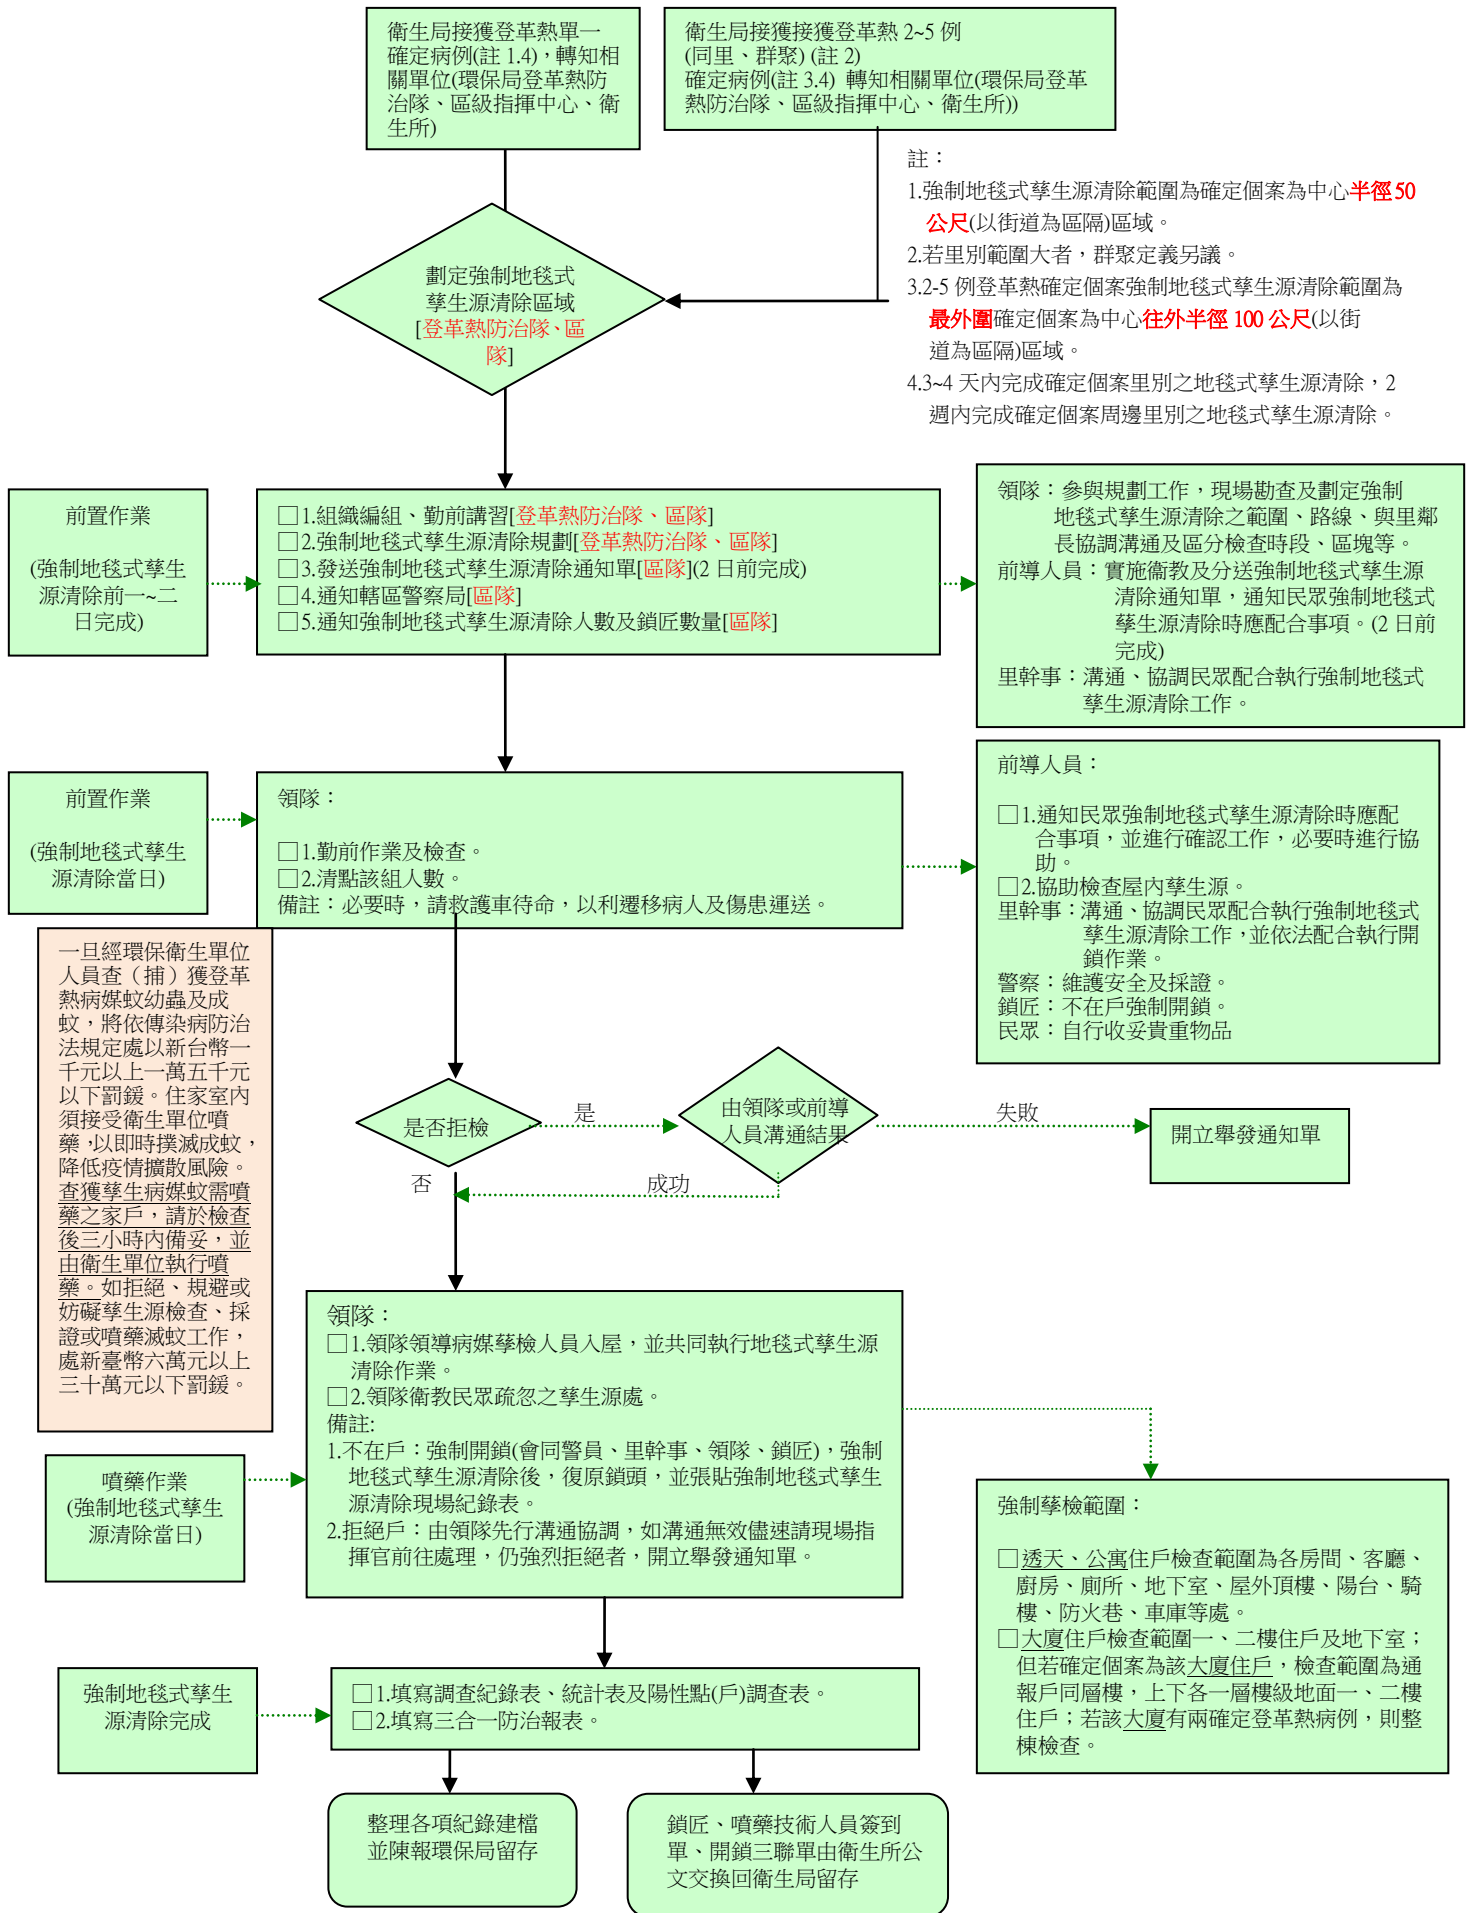 衛生局接獲登革熱單一
確定病例(註 1.4)，轉知相
關單位(環保局登革熱防
治隊、區級指揮中心、衛
生所)
衛生局接獲接獲登革熱 2~5 例
(同里、群聚) (註 2)
確定病例(註 3.4) 轉知相關單位(環保局登革
熱防治隊、區級指揮中心、衛生所))
註：
1.強制地毯式孳生源清除範圍為確定個案為中心半徑50
公尺(以街道為區隔)區域。
2.若里別範圍大者，群聚定義另議。
3.2-5 例登革熱確定個案強制地毯式孳生源清除範圍為
最外圍確定個案為中心往外半徑 100 公尺(以街
道為區隔)區域。
4.3~4 天內完成確定個案里別之地毯式孳生源清除，2
週內完成確定個案周邊里別之地毯式孳生源清除。
劃定強制地毯式
孳生源清除區域
[登革熱防治隊、區
隊]
前置作業
(強制地毯式孳生
源清除前一~二
日完成)
□1.組織編組、勤前講習[登革熱防治隊、區隊]
□2.強制地毯式孳生源清除規劃[登革熱防治隊、區隊]
□3.發送強制地毯式孳生源清除通知單[區隊](2 日前完成)
□4.通知轄區警察局[區隊]
□5.通知強制地毯式孳生源清除人數及鎖匠數量[區隊]
領隊：參與規劃工作，現場勘查及劃定強制
地毯式孳生源清除之範圍、路線、與里鄰
長協調溝通及區分檢查時段、區塊等。
前導人員：實施衛教及分送強制地毯式孳生源
清除通知單，通知民眾強制地毯式
孳生源清除時應配合事項。(2 日前
完成)
里幹事：溝通、協調民眾配合執行強制地毯式
孳生源清除工作。
前置作業
(強制地毯式孳生
源清除當日)
領隊：
□1.勤前作業及檢查。
□2.清點該組人數。
備註：必要時，請救護車待命，以利遷移病人及傷患運送。
前導人員：
□1.通知民眾強制地毯式孳生源清除時應配
合事項，並進行確認工作，必要時進行協
助。
□2.協助檢查屋內孳生源。
里幹事：溝通、協調民眾配合執行強制地毯式
孳生源清除工作，並依法配合執行開
鎖作業。
警察：維護安全及採證。
鎖匠：不在戶強制開鎖。
民眾：自行收妥貴重物品
一旦經環保衛生單位
人員查（捕）獲登革
熱病媒蚊幼蟲及成
蚊，將依傳染病防治
法規定處以新台幣一
千元以上一萬五千元
以下罰鍰。住家室內
須接受衛生單位噴
藥，以即時撲滅成蚊，
降低疫情擴散風險。
查獲孳生病媒蚊需噴
藥之家戶，請於檢查
後三小時內備妥，並
由衛生單位執行噴
藥。如拒絕、規避或
妨礙孳生源檢查、採
證或噴藥滅蚊工作，
處新臺幣六萬元以上
三十萬元以下罰鍰。
是否拒檢
是
由領隊或前導
人員溝通結果
失敗
開立舉發通知單
否
成功
領隊：
□1.領隊領導病媒孳檢人員入屋，並共同執行地毯式孳生源
清除作業。
□2.領隊衛教民眾疏忽之孳生源處。
備註:
1.不在戶：強制開鎖(會同警員、里幹事、領隊、鎖匠)，強制
地毯式孳生源清除後，復原鎖頭，並張貼強制地毯式孳生
源清除現場紀錄表。
2.拒絕戶：由領隊先行溝通協調，如溝通無效儘速請現場指
揮官前往處理，仍強烈拒絕者，開立舉發通知單。
噴藥作業
(強制地毯式孳生
源清除當日)
強制孳檢範圍：
□透天、公寓住戶檢查範圍為各房間、客廳、
廚房、廁所、地下室、屋外頂樓、陽台、騎
樓、防火巷、車庫等處。
□大廈住戶檢查範圍一、二樓住戶及地下室；
但若確定個案為該大廈住戶，檢查範圍為通
報戶同層樓，上下各一層樓級地面一、二樓
住戶；若該大廈有兩確定登革熱病例，則整
棟檢查。
強制地毯式孳生
源清除完成
□1.填寫調查紀錄表、統計表及陽性點(戶)調查表。
□2.填寫三合一防治報表。
整理各項紀錄建檔
並陳報環保局留存
鎖匠、噴藥技術人員簽到
單、開鎖三聯單由衛生所公
文交換回衛生局留存